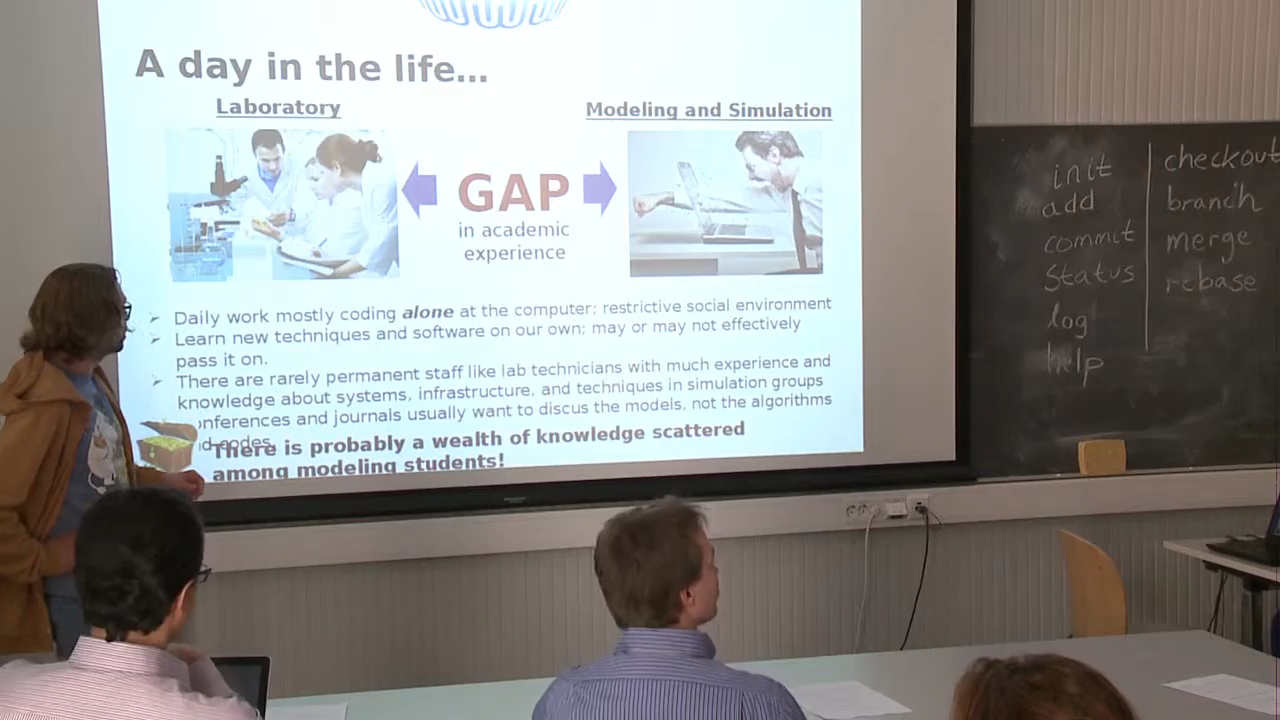 A day in the life...
Laboratory
Modeling and Simulation
GAP
in academic
experience
Daily work mostly coding alone at the computer; restrictive social environment
Learn new techniques and software on our own; may or may not effectively
pass it on.
There are rarely permanent staff like lab technicians with much experience and
knowledge about systems, infrastructure, and techniques in simulation groups
onferences and journals usually want to discus the models, not the algorithms
d codes.
There is probably a wealth of knowledge scattered
among modeling students!
init
add
commit
status
log
help
checkout
branch
merge
rebase